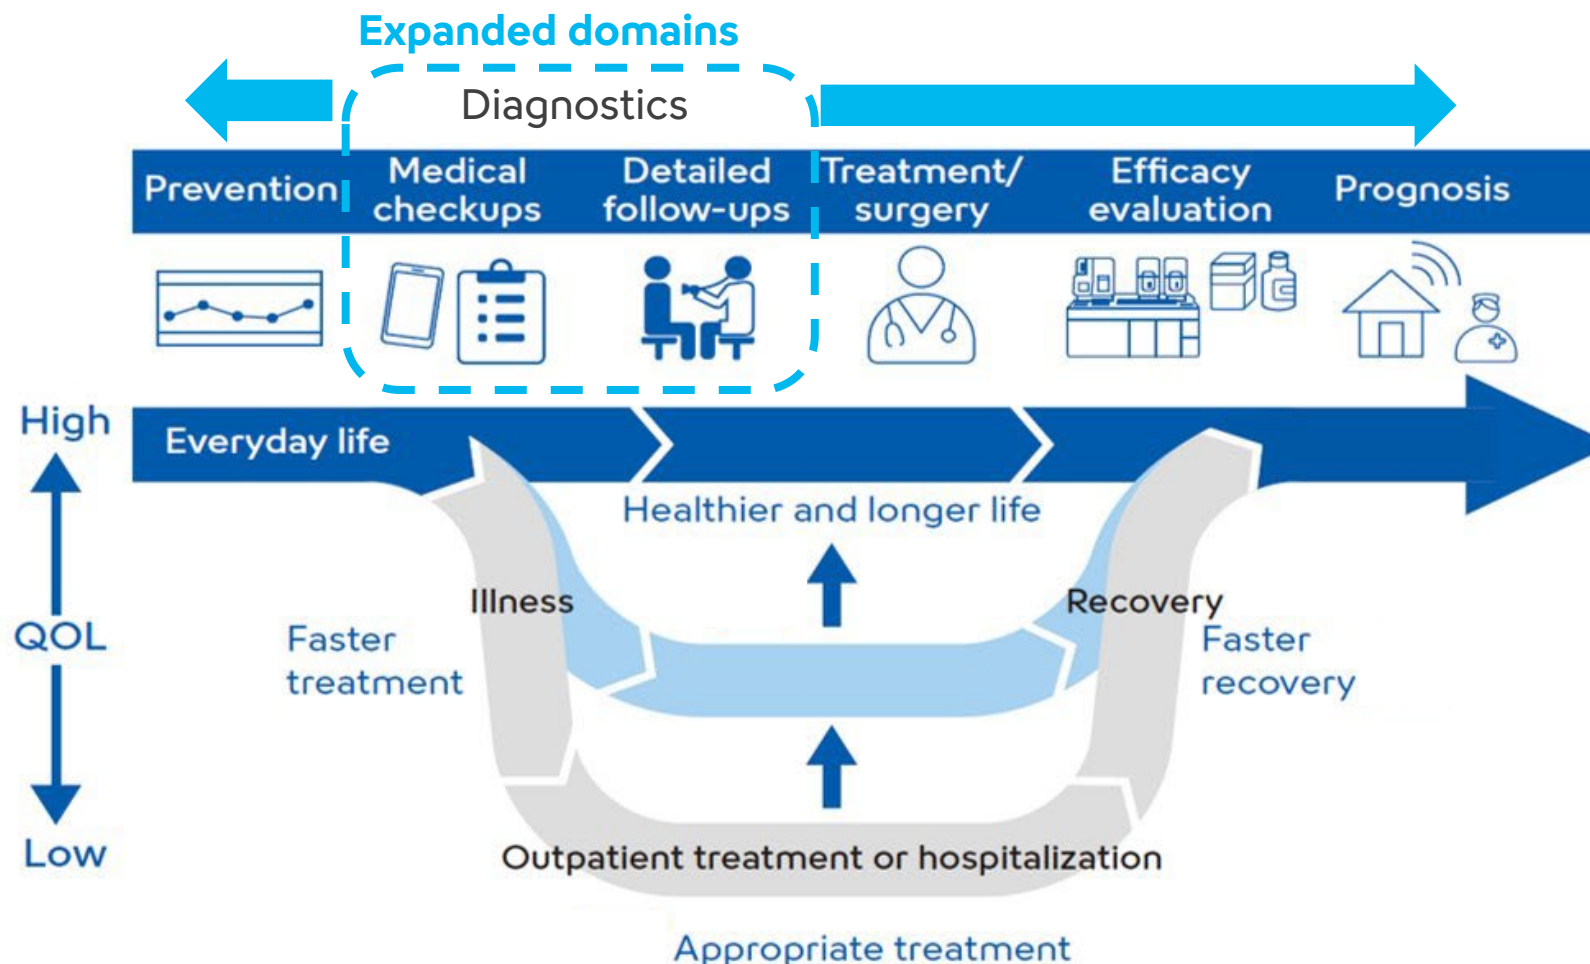 Expanded domains
Diagnostics
Prevention
Medical
checkups
Detailed
follow-ups
Treatment/
surgery
Efficacy
evaluation
Prognosis
High
Everyday life
Healthier and longer life
Illness
Recovery
QOL
Faster
treatment
Faster
recovery
Low
Outpatient treatment or hospitalization
Appropriate treatment